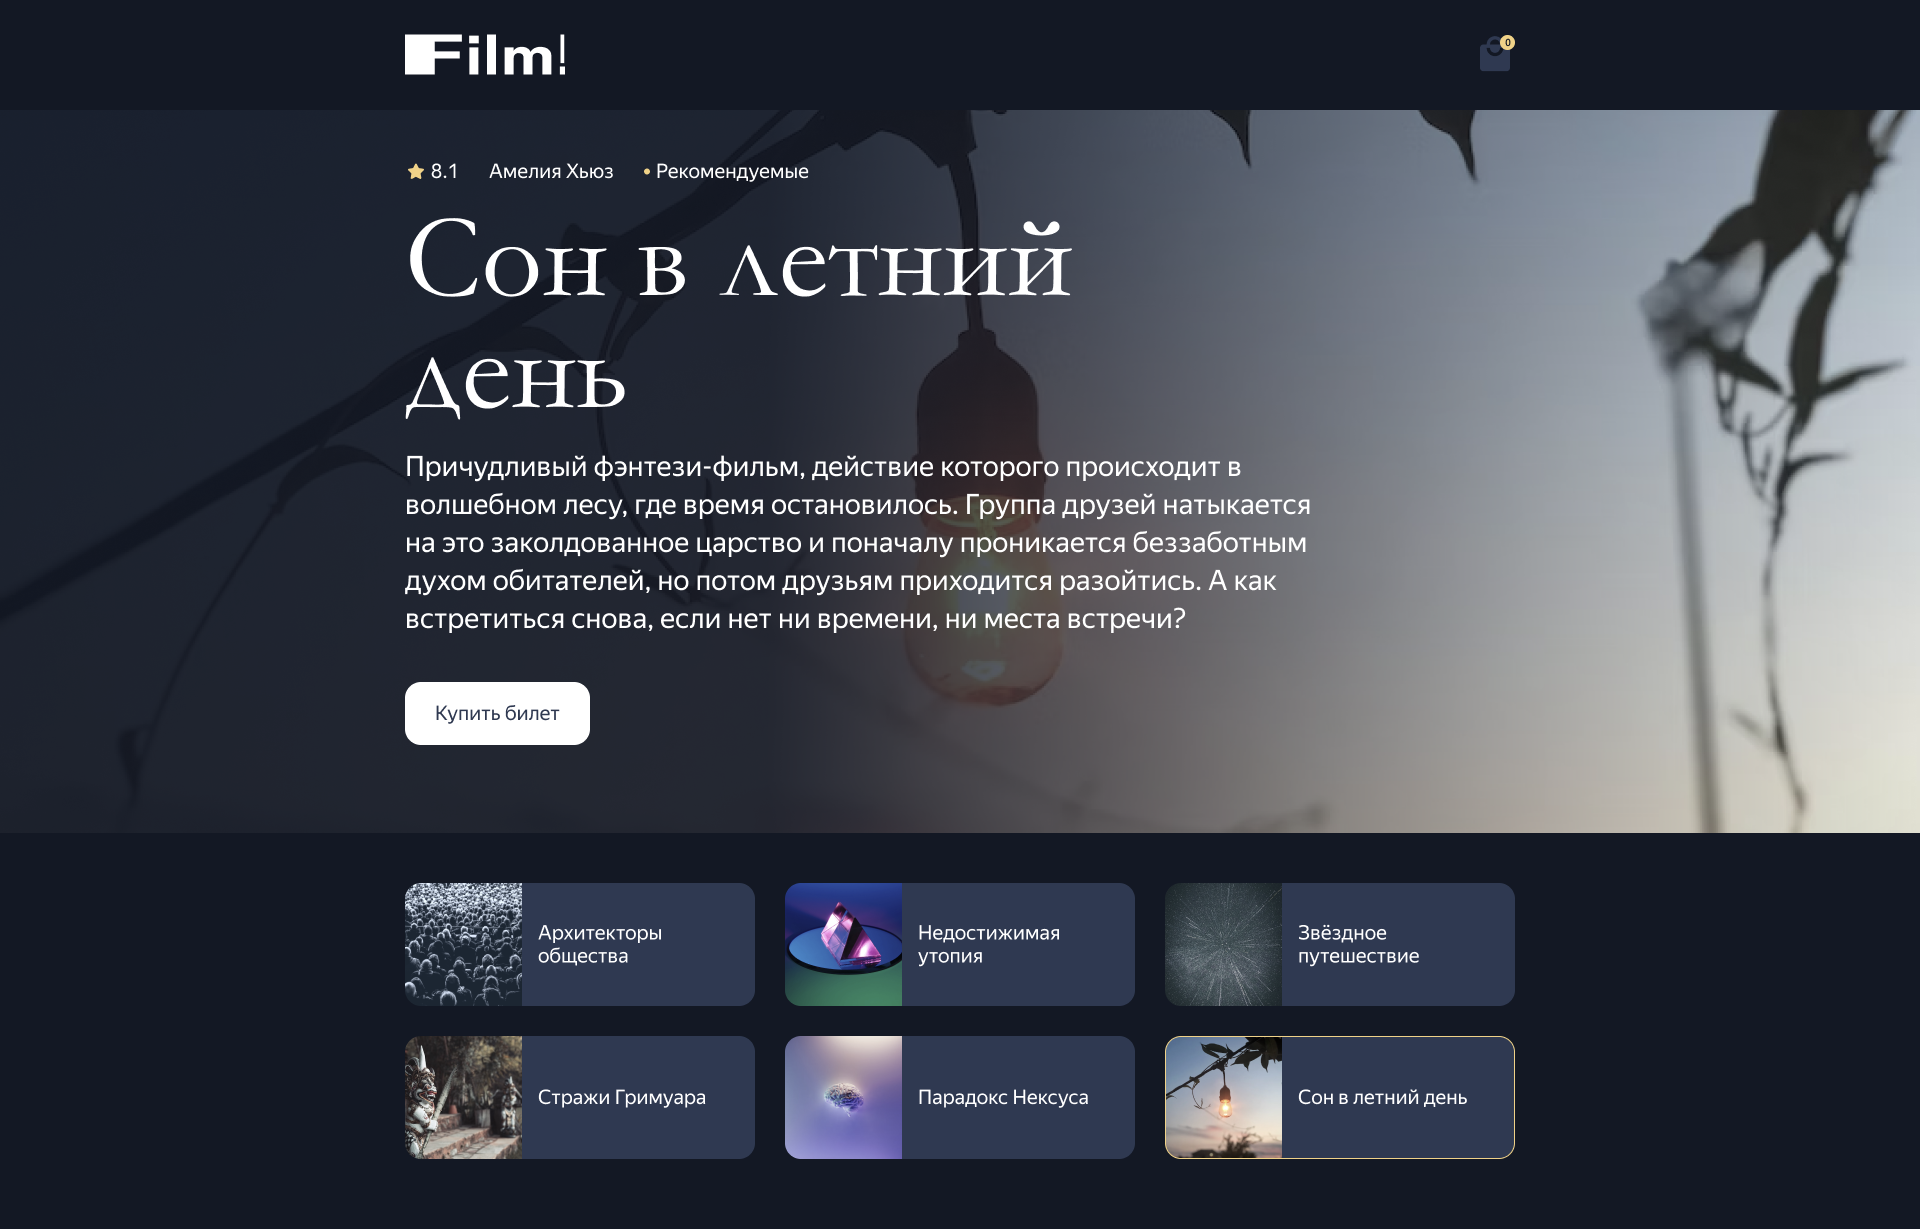 Film!
0
8.1 Амелия Хьюз • Рекомендуемые
Сон в летний
день
Причудливый фэнтези-фильм, действие которого происходит в
волшебном лесу, где время остановилось. Группа друзей натыкается
на это заколдованное царство и поначалу проникается беззаботным
духом обитателей, но потом друзьям приходится разойтись. А как
встретиться снова, если нет ни времени, ни места встречи?
Купить билет
Архитекторы
общества
Недостижимая
утопия
Звёздное
путешествие
Стражи Гримуара
Парадокс Нексуса
Сон в летний день